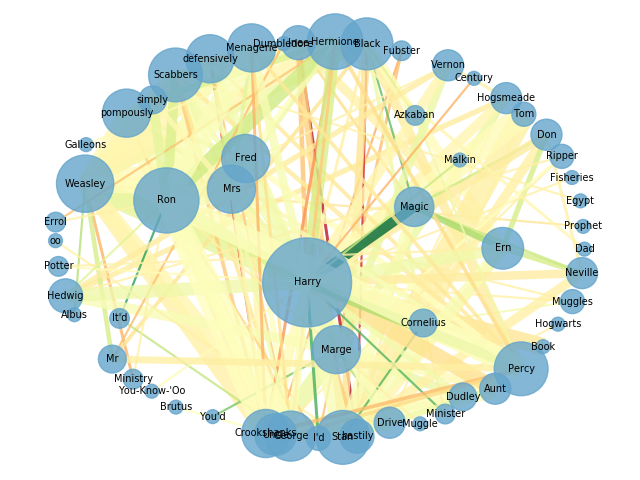 Hermione
Dumbledore
Black
Menagerie
Fubster
defensively
Vernon
Scabbers
Century
simply
Hogsmeade
pompously
Tom
Azkaban
Don
Galleons
Fred
Ripper
Malkin
Fisheries
Weasley
Mrs
Ron
Egypt
Magic
Errol
Prophet
oo
Ern
Dad
Potter
Neville
Harry
Hedwig
Muggles
Albus
It'd
Cornelius
Hogwarts
Marge
Book
Mr
Percy
Ministry
Aunt
You-Know-'Oo
Dudley
Brutus
Minister
You'd
Drive
Muggle
Crookshanks
George
I'd
Stan
hastily